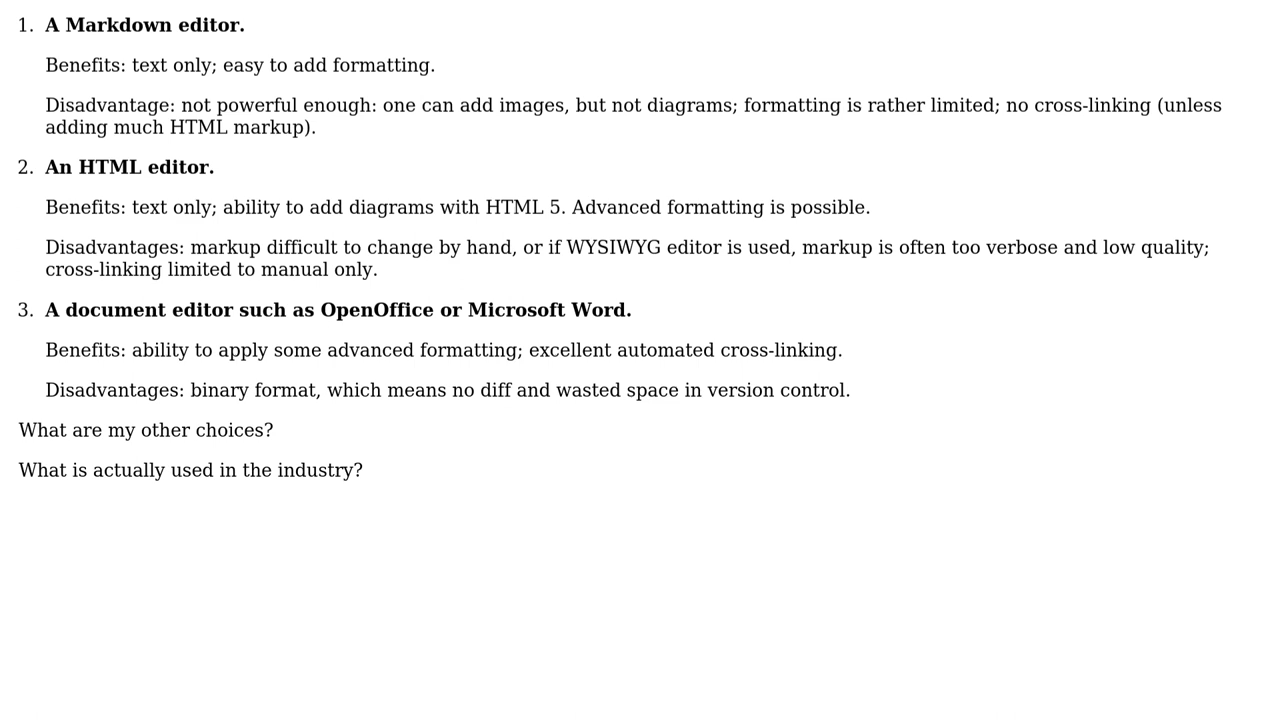 1. A Markdown editor.
Benefits: text only; easy to add formatting.
Disadvantage: not powerful enough: one can add images, but not diagrams; formatting is rather limited; no cross-linking (unless
adding much HTML markup).
2. An HTML editor.
Benefits: text only; ability to add diagrams with HTML 5. Advanced formatting is possible.
Disadvantages: markup difficult to change by hand, or if WYSIWYG editor is used, markup is often too verbose and low quality;
cross-linking limited to manual only.
3. A document editor such as OpenOffice or Microsoft Word.
Benefits: ability to apply some advanced formatting; excellent automated cross-linking.
Disadvantages: binary format, which means no diff and wasted space in version control.
What are my other choices?
What is actually used in the industry?